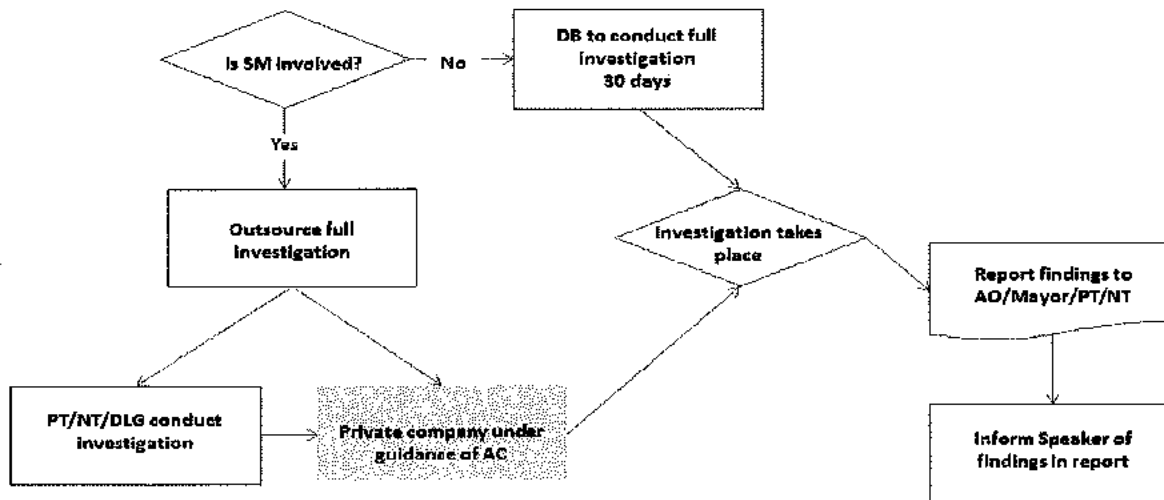 DB to conduct full
investigation
30 days
Is SM involved?
No
Yes
Outsource full
investigation
Investigation takes
place
Report findings to
AO/Mayor/PT/NT
PT/NT/DLG conduct
investigation
Private company under
guidance of AC
Inform Speaker of
findings in report